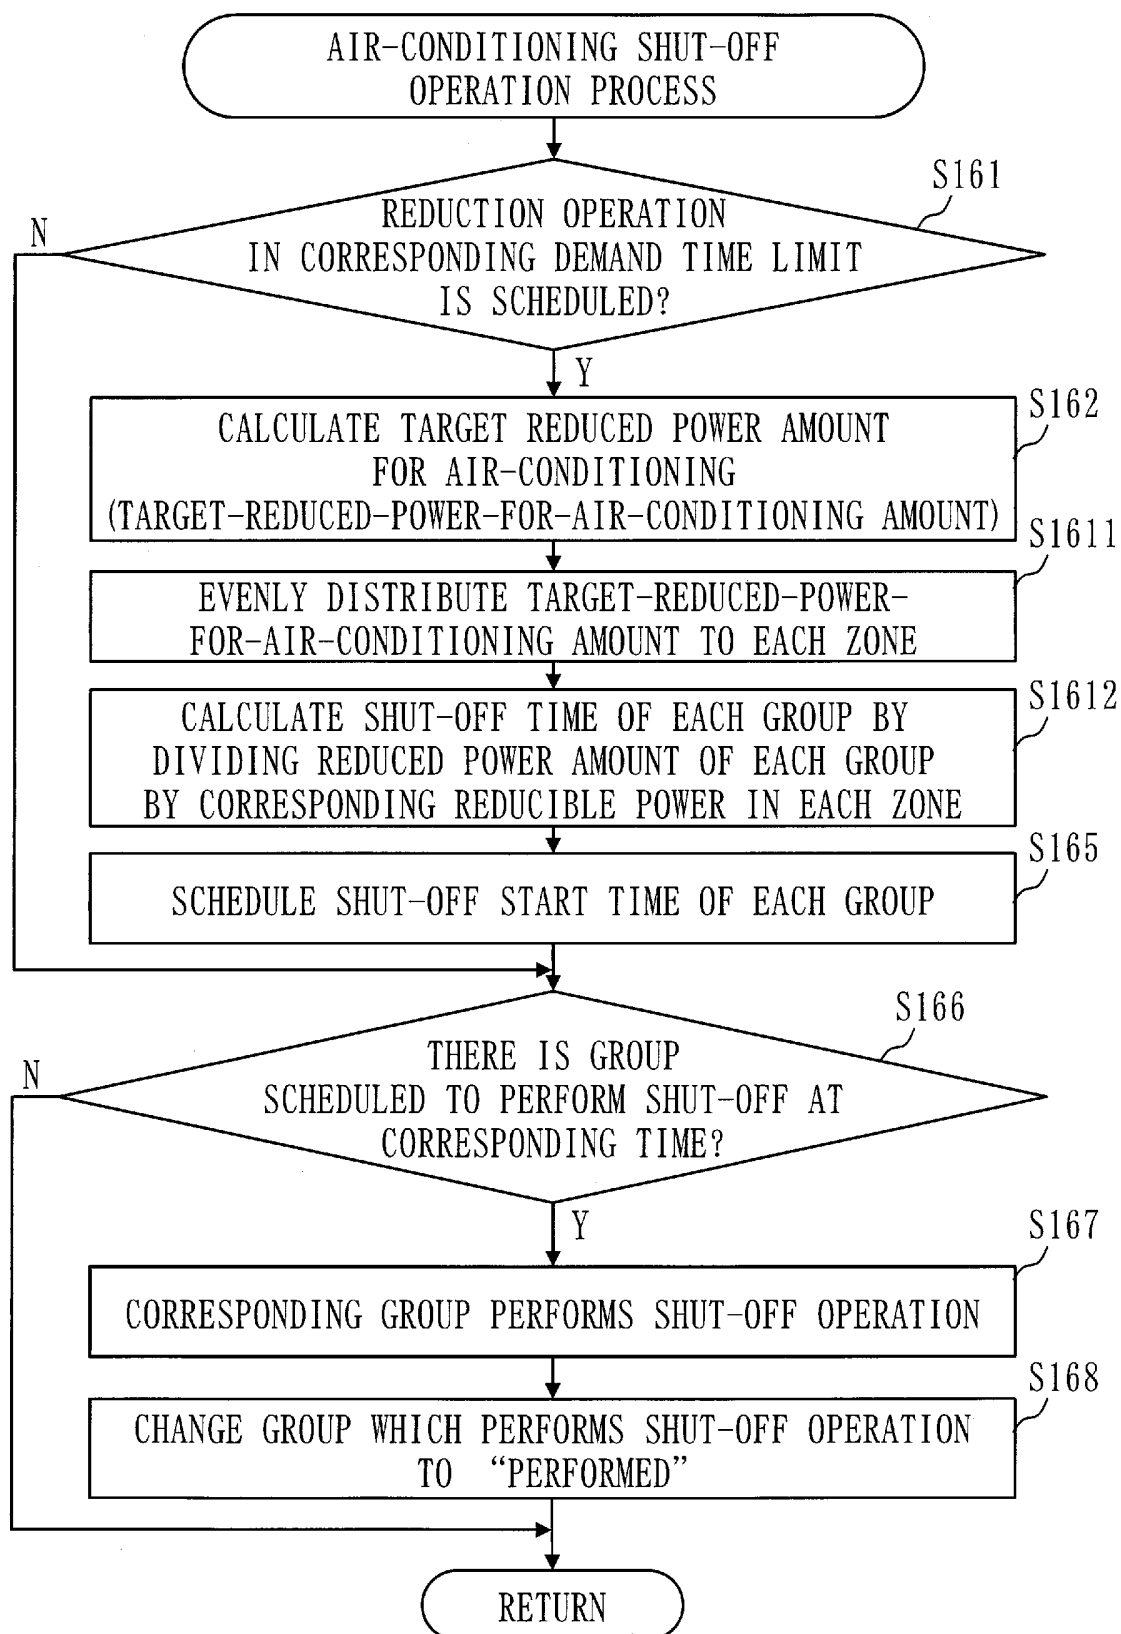 AIR-CONDITIONING SHUT-OFF
OPERATION PROCESS
S161
REDUCTION OPERATION
IN CORRESPONDING DEMAND TIME LIMIT
IS SCHEDULED?
N
Y
S162
CALCULATE TARGET REDUCED POWER AMOUNT
FOR AIR-CONDITIONING
(TARGET-REDUCED-POWER-FOR-AIR-CONDITIONING AMOUNT)
S1611
EVENLY DISTRIBUTE TARGET-REDUCED-POWER-
FOR-AIR-CONDITIONING AMOUNT TO EACH ZONE
S1612
CALCULATE SHUT-OFF TIME OF EACH GROUP BY
DIVIDING REDUCED POWER AMOUNT OF EACH GROUP
BY CORRESPONDING REDUCIBLE POWER IN EACH ZONE
S165
SCHEDULE SHUT-OFF START TIME OF EACH GROUP
S166
THERE IS GROUP
SCHEDULED TO PERFORM SHUT-OFF AT
CORRESPONDING TIME?
N
Y
S167
CORRESPONDING GROUP PERFORMS SHUT-OFF OPERATION
S168
CHANGE GROUP WHICH PERFORMS SHUT-OFF OPERATION
TO “PERFORMED”
RETURN